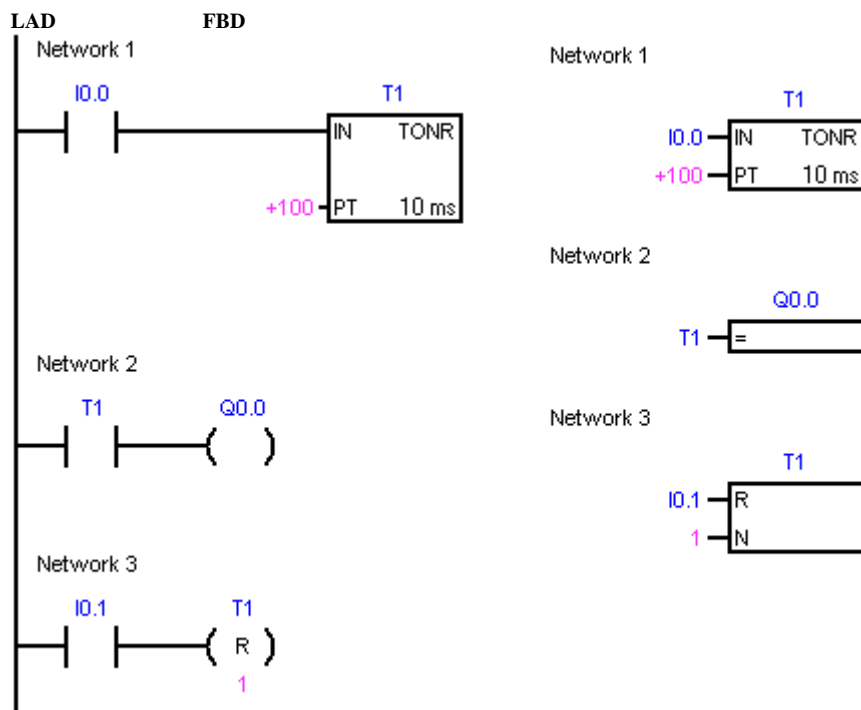 LAD FBD
Network 1
I0.0 T1
IN TONR
+100 PT 10 ms
Network 2
T1 Q0.0
Network 3
I0.1 T1
R
1
Network 1
T1
I0.0 IN TONR
+100 PT 10 ms
Network 2
Q0.0
T1 =
Network 3
T1
I0.1 R
1 N